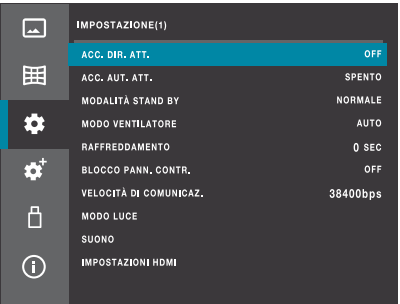 IMPOSTAZIONE(1)
ACC. DIR. ATT. OFF
ACC. AUT. ATT. SPENTO
MODALITÀ STAND BY NORMALE
MODO VENTILATORE AUTO
RAFFREDDAMENTO 0 SEC
BLOCCO PANN. CONTR. OFF
VELOCITÀ DI COMUNICAZ. 38400bps
MODO LUCE
SUONO
IMPOSTAZIONI HDMI